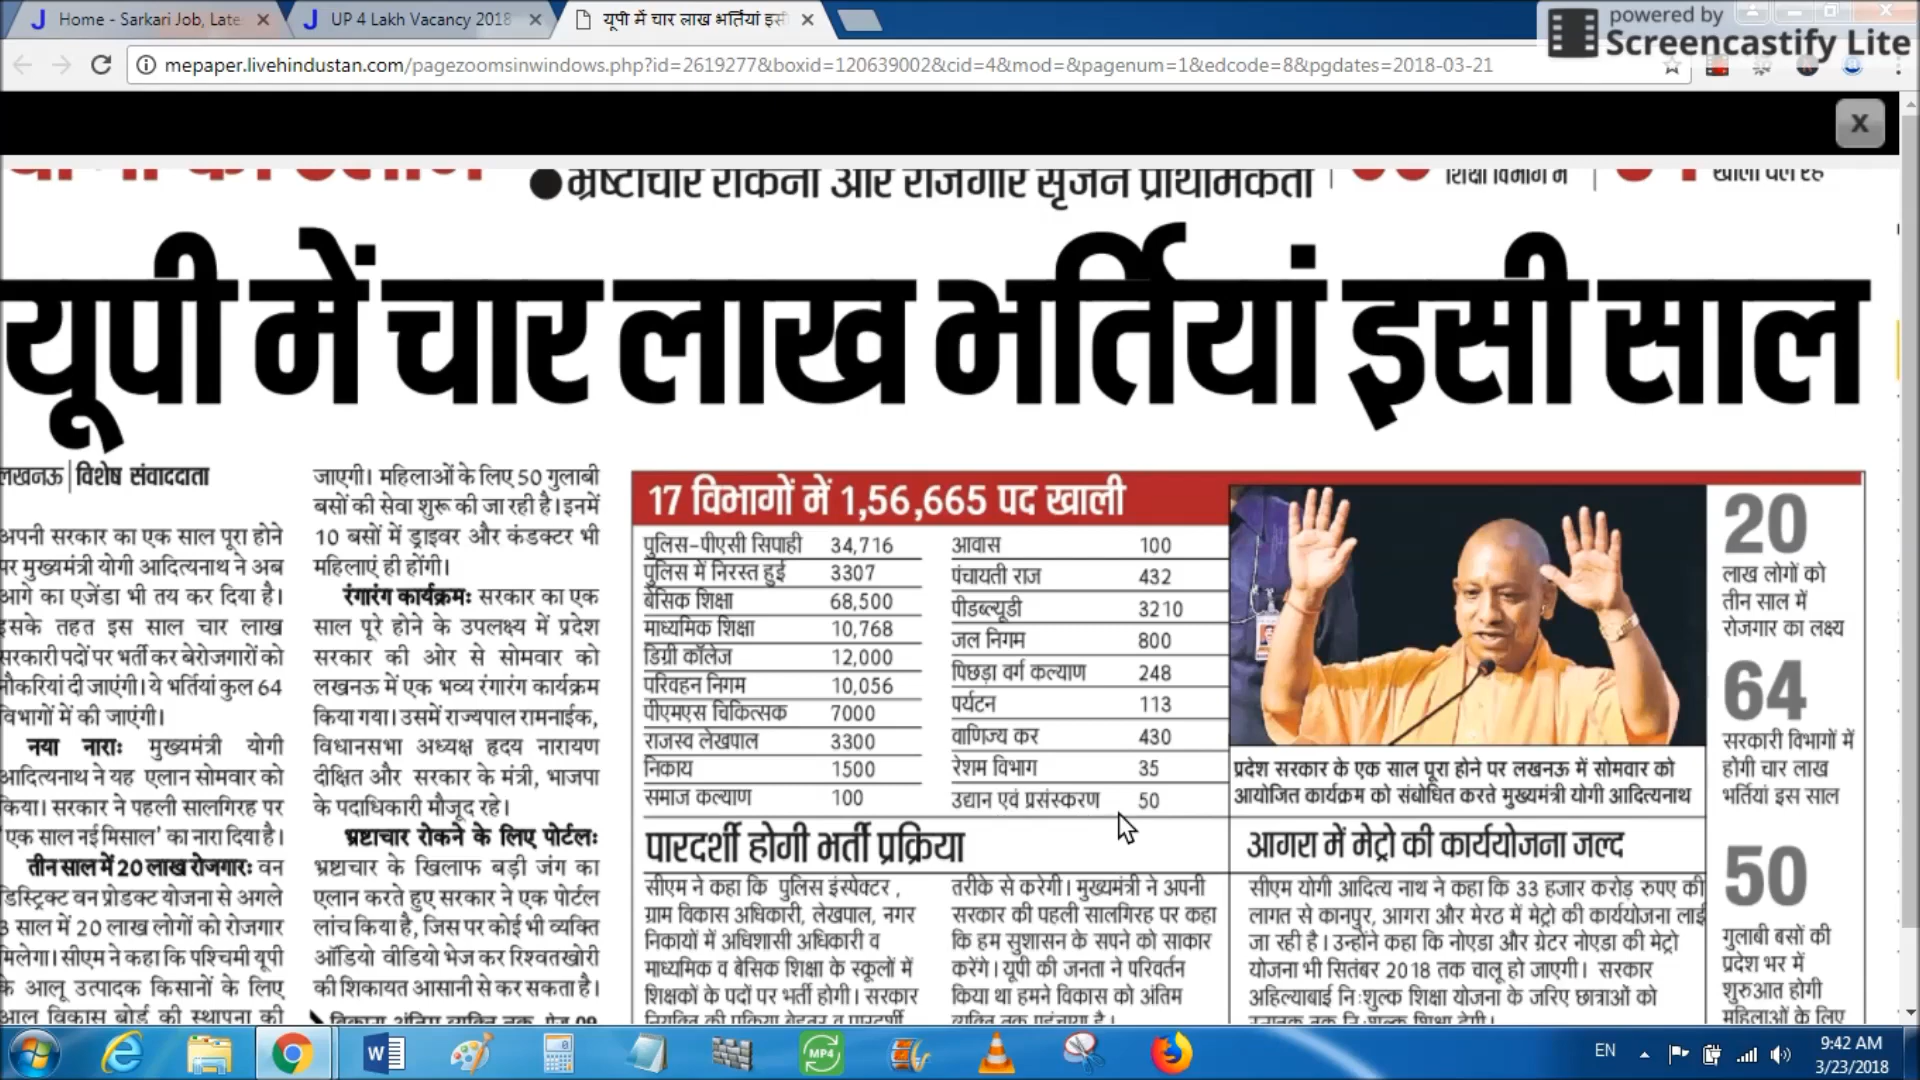 Home - Sarkari Job, Late
UP 4 Lakh Vacancy 2018
यूपी में चार लाख भर्तियां इसी
powered by
Screencastify Lite
mepaper.livehindustan.com/pagezoomsinwindows.php?id=2619277&boxid=120639002&cid=4&mod=&pagenum=1&edcode=8&pgdates=2018-03-21
X
भ्रष्टाचार रोकना और रोजगार सृजन प्राथमिकता
शिक्षा विभाग में
यूपी में चार लाख भर्तियां इसी साल
लखनऊ | विशेष संवाददाता
अपनी सरकार का एक साल पूरा होने
पर मुख्यमंत्री योगी आदित्यनाथ ने अब
आगे का एजेंडा भी तय कर दिया है।
इसके तहत इस साल चार लाख
सरकारी पदों पर भर्ती कर बेरोजगारों को
नौकरियां दी जाएंगी। ये भर्तियां कुल 64
विभागों में की जाएंगी।
नया नाराः मुख्यमंत्री योगी
आदित्यनाथ ने यह एलान सोमवार को
किया। सरकार ने पहली सालगिरह पर
'एक साल नई मिसाल' का नारा दिया है।
तीन साल में 20 लाख रोजगारः वन
डिस्ट्रिक्ट वन प्रोडक्ट योजना से अगले
3 साल में 20 लाख लोगों को रोजगार
मिलेगा। सीएम ने कहा कि पश्चिमी यूपी
के आलू उत्पादक किसानों के लिए
आलू विकास बोर्ड की स्थापना की
जाएगी। महिलाओं के लिए 50 गुलाबी
बसों की सेवा शुरू की जा रही है। इनमें
10 बसों में ड्राइवर और कंडक्टर भी
महिलाएं ही होंगी।
रंगारंग कार्यक्रमः सरकार का एक
साल पूरे होने के उपलक्ष्य में प्रदेश
सरकार की ओर से सोमवार को
लखनऊ में एक भव्य रंगारंग कार्यक्रम
किया गया। उसमें राज्यपाल रामनाईक,
विधानसभा अध्यक्ष हृदय नारायण
दीक्षित और सरकार के मंत्री, भाजपा
के पदाधिकारी मौजूद रहे।
भ्रष्टाचार रोकने के लिए पोर्टलः
भ्रष्टाचार के खिलाफ बड़ी जंग का
एलान करते हुए सरकार ने एक पोर्टल
लांच किया है, जिस पर कोई भी व्यक्ति
ऑडियो वीडियो भेज कर रिश्वतखोरी
की शिकायत आसानी से कर सकता है।
17 विभागों में 1,56,665 पद खाली
पुलिस-पीएसी सिपाही 34,716
पुलिस में निरस्त हुई 3307
बेसिक शिक्षा 68,500
माध्यमिक शिक्षा 10,768
डिग्री कॉलेज 12,000
परिवहन निगम 10,056
पीएमएस चिकित्सक 7000
राजस्व लेखपाल 3300
निकाय 1500
समाज कल्याण 100
आवास 100
पंचायती राज 432
पीडब्ल्यूडी 3210
जल निगम 800
पिछड़ा वर्ग कल्याण 248
पर्यटन 113
वाणिज्य कर 430
रेशम विभाग 35
उद्यान एवं प्रसंस्करण 50
प्रदेश सरकार के एक साल पूरा होने पर लखनऊ में सोमवार को
आयोजित कार्यक्रम को संबोधित करते मुख्यमंत्री योगी आदित्यनाथ
20
लाख लोगों को
तीन साल में
रोजगार का लक्ष्य
64
सरकारी विभागों में
होगी चार लाख
भर्तियां इस साल
50
गुलाबी बसों की
प्रदेश भर में
शुरुआत होगी
महिलाओं के लिए
पारदर्शी होगी भर्ती प्रक्रिया
सीएम ने कहा कि पुलिस इंस्पेक्टर,
ग्राम विकास अधिकारी, लेखपाल, नगर
निकायों में अधिशासी अधिकारी व
माध्यमिक व बेसिक शिक्षा के स्कूलों में
शिक्षकों के पदों पर भर्ती होगी। सरकार
नियुक्ति की प्रक्रिया बेहतर व पारदर्शी
तरीके से करेगी। मुख्यमंत्री ने अपनी
सरकार की पहली सालगिरह पर कहा
कि हम सुशासन के सपने को साकार
करेंगे। यूपी की जनता ने परिवर्तन
किया था हमने विकास को अंतिम
व्यक्ति तक पहुंचाया है।
आगरा में मेट्रो की कार्ययोजना जल्द
सीएम योगी आदित्य नाथ ने कहा कि 33 हजार करोड़ रुपए की
लागत से कानपुर, आगरा और मेरठ में मेट्रो की कार्ययोजना लाई
जा रही है। उन्होंने कहा कि नोएडा और ग्रेटर नोएडा की मेट्रो
योजना भी सितंबर 2018 तक चालू हो जाएगी। सरकार
अहिल्याबाई निःशुल्क शिक्षा योजना के जरिए छात्राओं को
स्नातक तक निःशुल्क शिक्षा देगी।
MP4
EN
9:42 AM
3/23/2018